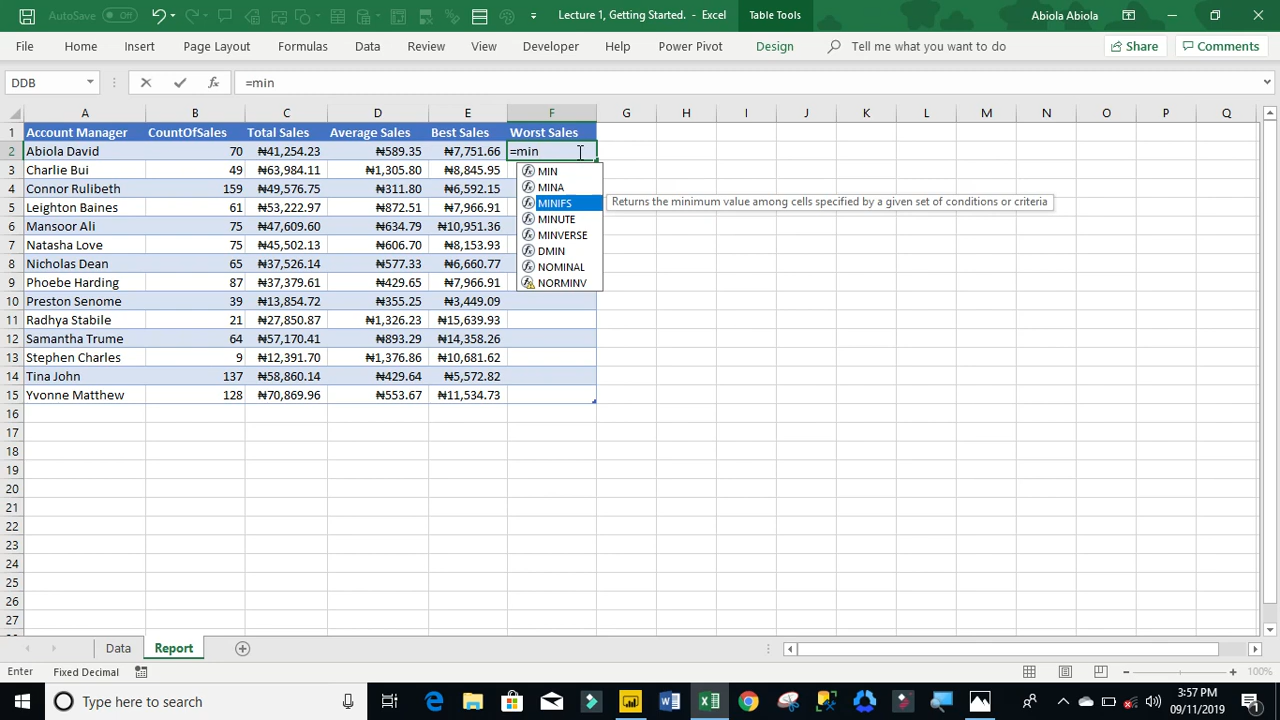 AutoSave Off Lecture 1, Getting Started. - Excel Table Tools Abiola Abiola
File Home Insert Page Layout Formulas Data Review View Developer Help Power Pivot Design Tell me what you want to do Share Comments
DDB fx =min
A B C D E F G H I J K L M N O P Q
1 Account Manager CountOfSales Total Sales Average Sales Best Sales Worst Sales
2 Abiola David 70 ₦41,254.23 ₦589.35 ₦7,751.66 =min
3 Charlie Bui 49 ₦63,984.11 ₦1,305.80 ₦8,845.95 MIN
4 Connor Rulibeth 159 ₦49,576.75 ₦311.80 ₦6,592.15 MINA
5 Leighton Baines 61 ₦53,222.97 ₦872.51 ₦7,966.91 MINIFS Returns the minimum value among cells specified by a given set of conditions or criteria
6 Mansoor Ali 75 ₦47,609.60 ₦634.79 ₦10,951.36 MINUTE
7 Natasha Love 75 ₦45,502.13 ₦606.70 ₦8,153.93 MINVERSE
8 Nicholas Dean 65 ₦37,526.14 ₦577.33 ₦6,660.77 DMIN
NOMINAL
9 Phoebe Harding 87 ₦37,379.61 ₦429.65 ₦7,966.91 NORMINV
10 Preston Senome 39 ₦13,854.72 ₦355.25 ₦3,449.09
11 Radhya Stabile 21 ₦27,850.87 ₦1,326.23 ₦15,639.93
12 Samantha Trume 64 ₦57,170.41 ₦893.29 ₦14,358.26
13 Stephen Charles 9 ₦12,391.70 ₦1,376.86 ₦10,681.62
14 Tina John 137 ₦58,860.14 ₦429.64 ₦5,572.82
15 Yvonne Matthew 128 ₦70,869.96 ₦553.67 ₦11,534.73
16
17
18
19
20
21
22
23
24
25
26
27
Data Report
Enter Fixed Decimal 100%
Type here to search 3:57 PM
09/11/2019